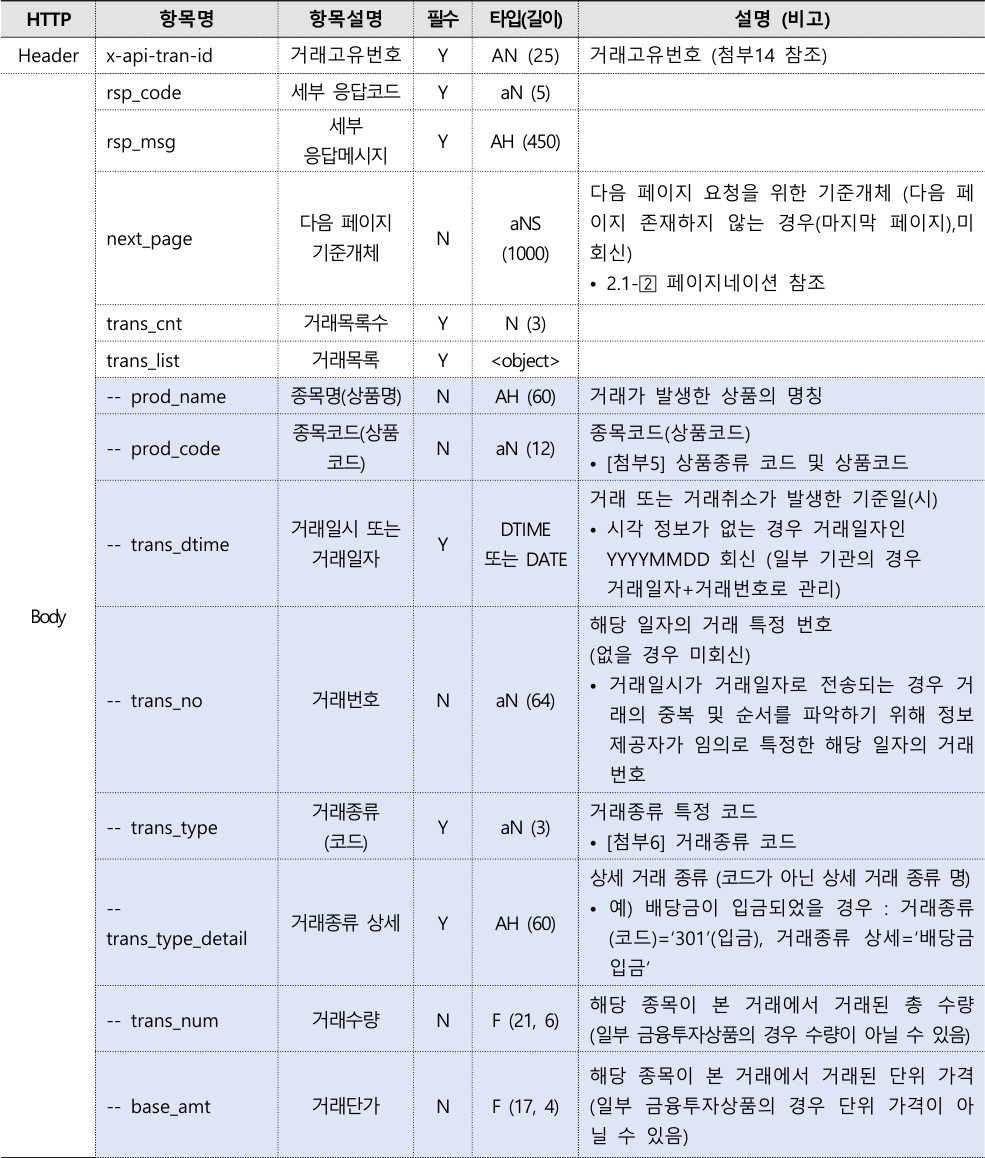 HTTP 항목명 항목설명 필수 타입(길이) 설명 (비고)
Header x-api-tran-id 거래고유번호 Y AN (25) 거래고유번호 (첨부14 참조)
Body
rsp_code 세부 응답코드 Y aN (5)
rsp_msg
세부
응답메시지
Y AH (450)
next_page
다음 페이지
기준개체
N
aNS
(1000)
다음 페이지 요청을 위한 기준개체 (다음 페
이지 존재하지 않는 경우(마지막 페이지),미
회신)
• 2.1-2 페이지네이션 참조
trans_cnt 거래목록수 Y N (3)
trans_list 거래목록 Y <object>
-- prod_name 종목명(상품명) N AH (60) 거래가 발생한 상품의 명칭
-- prod_code
종목코드(상품
코드)
N aN (12)
종목코드(상품코드)
• [첨부5] 상품종류 코드 및 상품코드
-- trans_dtime
거래일시 또는
거래일자
Y
DTIME
또는 DATE
거래 또는 거래취소가 발생한 기준일(시)
• 시각 정보가 없는 경우 거래일자인
YYYYMMDD 회신 (일부 기관의 경우
거래일자+거래번호로 관리)
-- trans_no 거래번호 N aN (64)
해당 일자의 거래 특정 번호
(없을 경우 미회신)
• 거래일시가 거래일자로 전송되는 경우 거
래의 중복 및 순서를 파악하기 위해 정보
제공자가 임의로 특정한 해당 일자의 거래
번호
-- trans_type
거래종류
(코드)
Y aN (3)
거래종류 특정 코드
• [첨부6] 거래종류 코드
--
trans_type_detail
거래종류 상세 Y AH (60)
상세 거래 종류 (코드가 아닌 상세 거래 종류 명)
• 예) 배당금이 입금되었을 경우 : 거래종류
(코드)=‘301’(입금), 거래종류 상세=‘배당금
입금’
-- trans_num 거래수량 N F (21, 6)
해당 종목이 본 거래에서 거래된 총 수량
(일부 금융투자상품의 경우 수량이 아닐 수 있음)
-- base_amt 거래단가 N F (17, 4)
해당 종목이 본 거래에서 거래된 단위 가격
(일부 금융투자상품의 경우 단위 가격이 아
닐 수 있음)